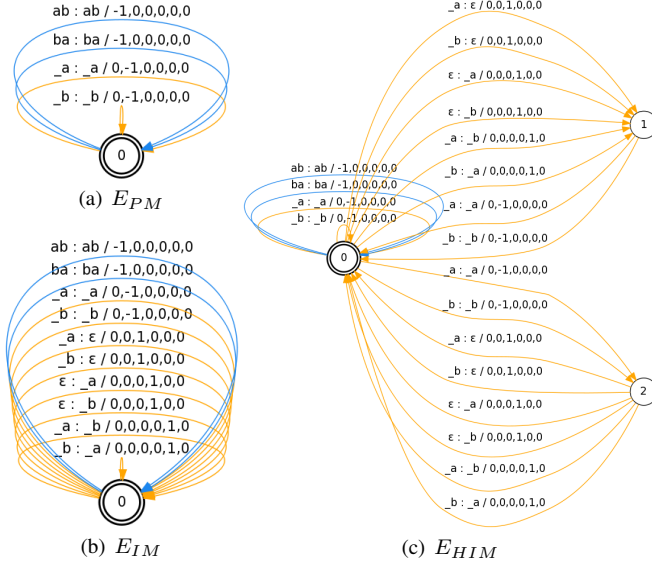 ab : ab / -1,0,0,0,0,0
ba : ba / -1,0,0,0,0,0
_a : _a / 0,-1,0,0,0,0
_b : _b / 0,-1,0,0,0,0
0
(a) E_PM
ab: ab / -1,0,0,0,0,0
ba: ba / -1,0,0,0,0,0
_a : _a / 0,-1,0,0,0,0
_b : _b / 0,-1,0,0,0,0
_a : ε / 0,0,1,0,0,0
_b : ε / 0,0,1,0,0,0
ε : _a / 0,0,0,1,0,0
ε : _b / 0,0,0,1,0,0
_a : _b / 0,0,0,0,1,0
_b : _a / 0,0,0,0,1,0
0
(b) E_IM
_a : ε / 0,0,1,0,0,0
_b : ε / 0,0,1,0,0,0
ε : _a / 0,0,0,1,0,0
ε : _b / 0,0,0,1,0,0
_a : _b / 0,0,0,0,1,0
_b : _a / 0,0,0,0,1,0
_a : _a / 0,-1,0,0,0,0
_b : _b / 0,-1,0,0,0,0
1
ab: ab / -1,0,0,0,0,0
ba: ba / -1,0,0,0,0,0
_a : _a / 0,-1,0,0,0,0
_b : _b / 0,-1,0,0,0,0
0
_a : _a / 0,-1,0,0,0,0
_b : _b / 0,-1,0,0,0,0
_a : ε / 0,0,1,0,0,0
_b : ε / 0,0,1,0,0,0
ε : _a / 0,0,0,1,0,0
ε : _b / 0,0,0,1,0,0
_a : _b / 0,0,0,0,1,0
_b : _a / 0,0,0,0,1,0
2
(c) E_HIM